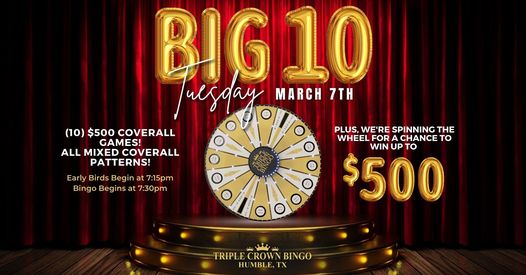 BIG 10
Tuesday MARCH 7TH
(10) $500 COVERALL
GAMES!
ALL MIXED COVERALL
PATTERNS!
Early Birds Begin at 7:15pm
Bingo Begins at 7:30pm
PLUS, WE'RE SPINNING THE
WHEEL FOR A CHANCE TO
WIN UP TO
$500
TRIPLE CROWN BINGO
HUMBLE, TX